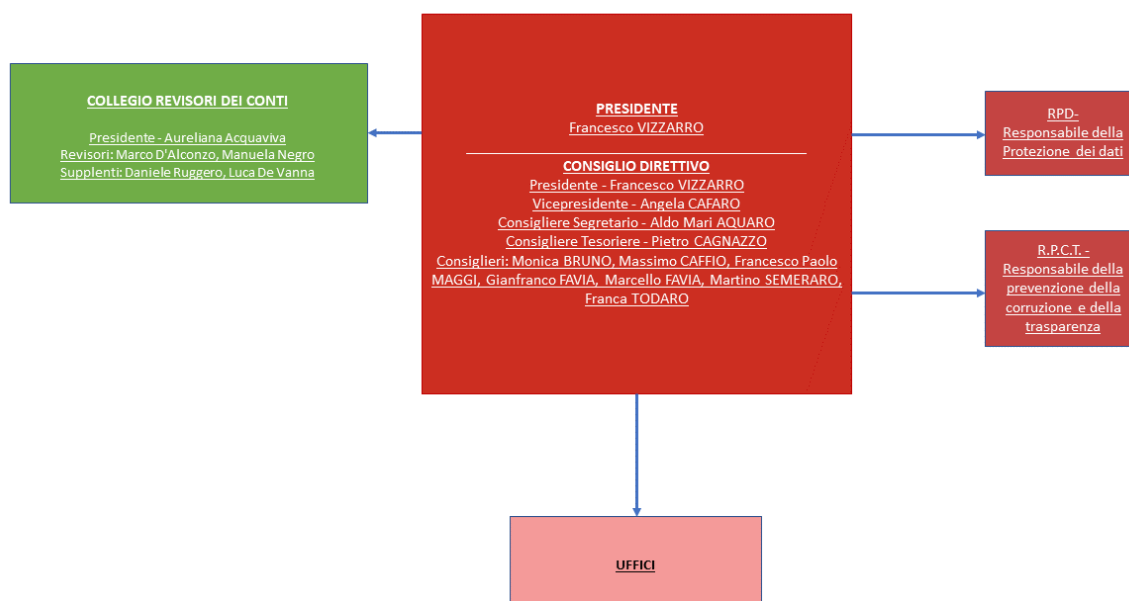 COLLEGIO REVISORI DEI CONTI
Presidente - Aureliana Acquaviva
Revisori: Marco D'Alconzo, Manuela Negro
Supplenti: Daniele Ruggero, Luca De Vanna
PRESIDENTE
Francesco VIZZARRO
CONSIGLIO DIRETTIVO
Presidente - Francesco VIZZARRO
Vicepresidente - Angela CAFARO
Consigliere Segretario - Aldo Mari AQUARO
Consigliere Tesoriere - Pietro CAGNAZZO
Consiglieri: Monica BRUNO, Massimo CAFFIO, Francesco Paolo
MAGGI, Gianfranco FAVIA, Marcello FAVIA, Martino SEMERARO,
Franca TODARO
RPD-
Responsabile della
Protezione dei dati
R.P.C.T. -
Responsabile della
prevenzione della
corruzione e della
trasparenza
UFFICI